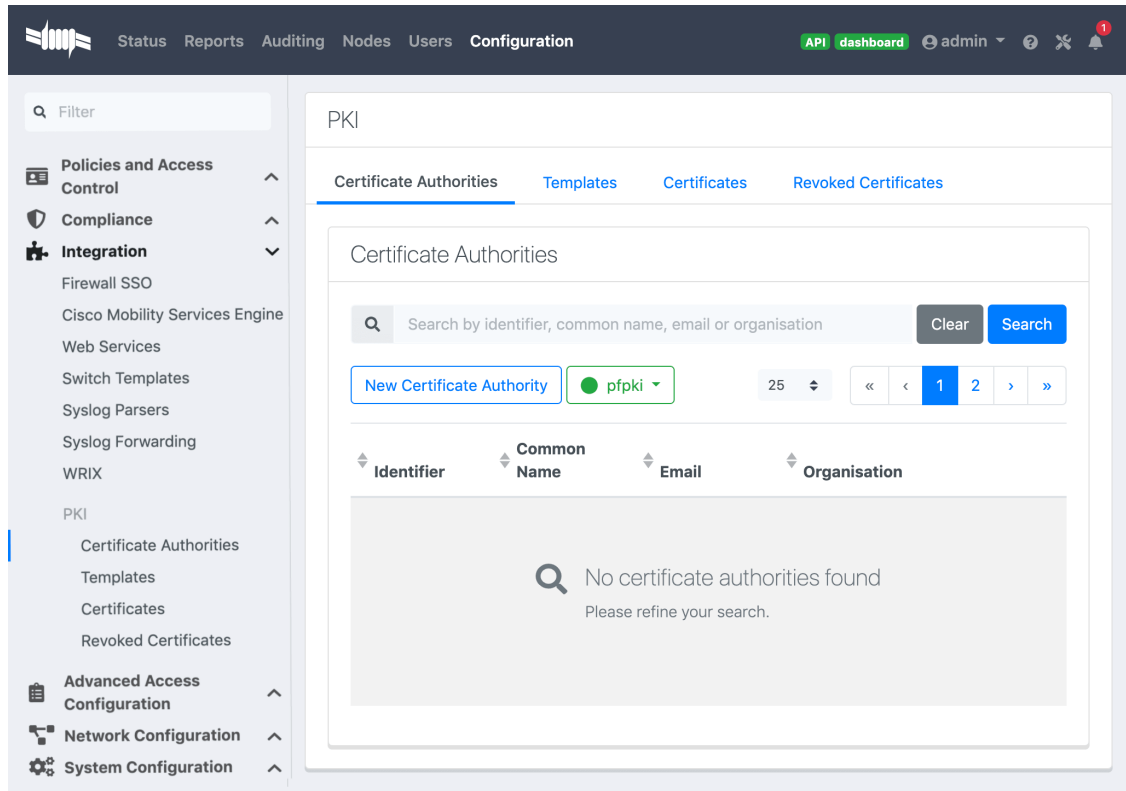 Status Reports Auditing Nodes Users Configuration API dashboard admin 1
Filter
Policies and Access
Control
Compliance
Integration
Firewall SSO
Cisco Mobility Services Engine
Web Services
Switch Templates
Syslog Parsers
Syslog Forwarding
WRIX
PKI
Certificate Authorities
Templates
Certificates
Revoked Certificates
Advanced Access
Configuration
Network Configuration
System Configuration
PKI
Certificate Authorities Templates Certificates Revoked Certificates
Certificate Authorities
Search by identifier, common name, email or organisation Clear Search
New Certificate Authority pfpki 25 « ‹ 1 2 › »
Identifier Common Name Email Organisation
No certificate authorities found
Please refine your search.